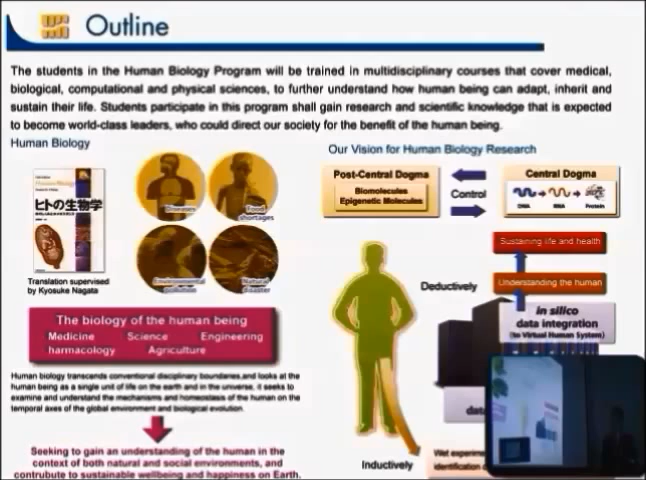 Outline
The students in the Human Biology Program will be trained in multidisciplinary courses that cover medical,
biological, computational and physical sciences, to further understand how human being can adapt, inherit and
sustain their life. Students participate in this program shall gain research and scientific knowledge that is expected
to become world-class leaders, who could direct our society for the benefit of the human being.
Human Biology
ヒトの生物学
Translation supervised
by Kyosuke Nagata
Diseases
Food
shortages
Environmental
pollution
Natural
disaster
The biology of the human being
Medicine Science Engineering
harmacology Agriculture
Human biology transcends conventional disciplinary boundaries,and looks at the
human being as a single unit of life on the earth and in the universe, it seeks to
examine and understand the mechanisms and homeostasis of the human on the
temporal axes of the global environment and biological evolution.
Seeking to gain an understanding of the human in the
context of both natural and social environments, and
contrubute to sustainable wellbeing and happiness on Earth.
Our Vision for Human Biology Research
Post-Central Dogma
Biomolecules
Epigenetic Molecules
Control
Central Dogma
DNA RNA Protein
Sustaining life and health
Understanding the human
Deductively
in silico
data integration
(to Virtual Human System)
data
Inductively
Wet experime
identification